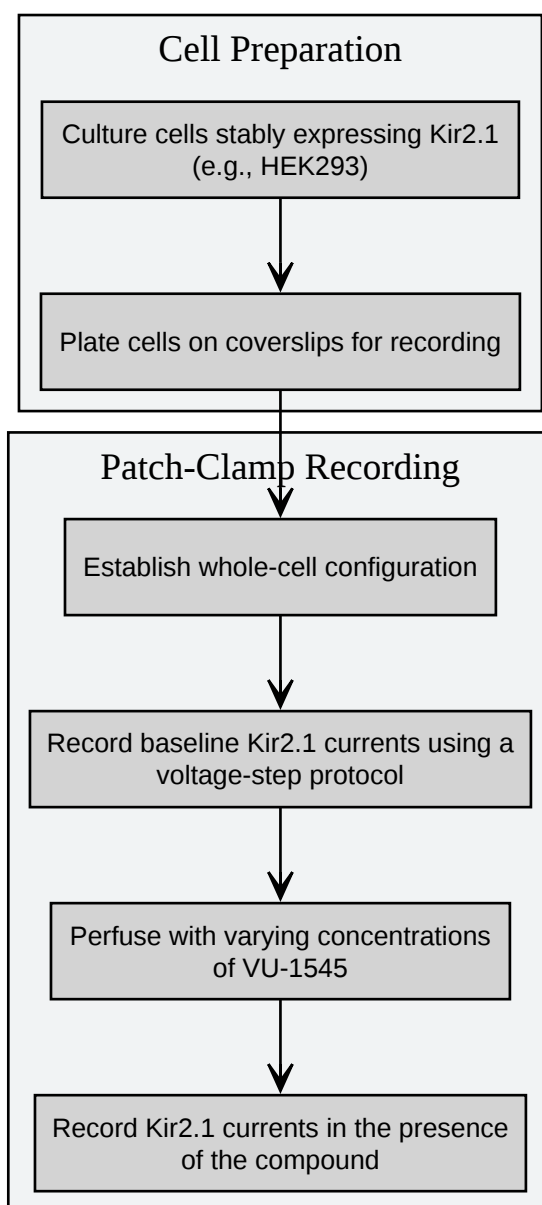 Cell Preparation
Culture cells stably expressing Kir2.1
(e.g., HEK293)
Plate cells on coverslips for recording
Patch-Clamp Recording
Establish whole-cell configuration
Record baseline Kir2.1 currents using a
voltage-step protocol
Perfuse with varying concentrations
of VU-1545
Record Kir2.1 currents in the presence
of the compound